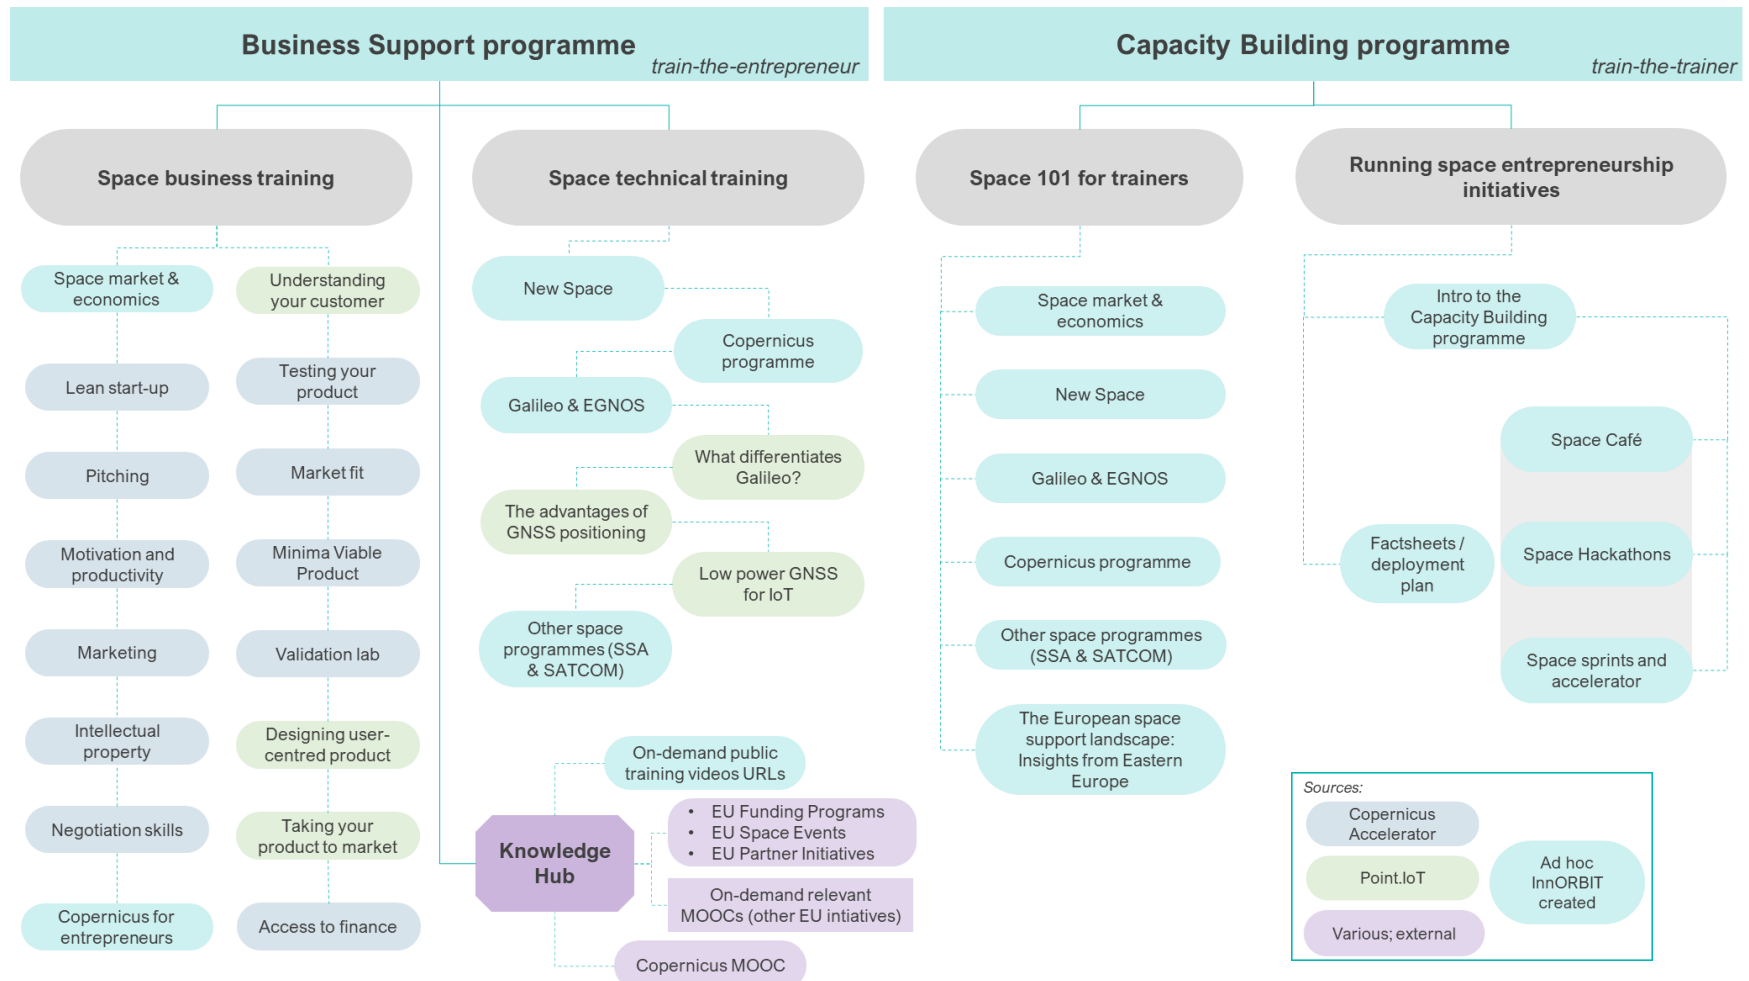 Business Support programme
train-the-entrepreneur
Capacity Building programme
train-the-trainer
Space business training
Space technical training
Space 101 for trainers
Running space entrepreneurship
initiatives
Space market &
economics
Lean start-up
Pitching
Motivation and
productivity
Marketing
Intellectual
property
Negotiation skills
Copernicus for
entrepreneurs
Understanding
your customer
Testing your
product
Market fit
Minima Viable
Product
Validation lab
Designing user-
centred product
Taking your
product to market
Access to finance
New Space
Copernicus
programme
Galileo & EGNOS
What differentiates
Galileo?
The advantages of
GNSS positioning
Low power GNSS
for IoT
Other space
programmes (SSA
& SATCOM)
Knowledge
Hub
On-demand public
training videos URLs
• EU Funding Programs
• EU Space Events
• EU Partner Initiatives
On-demand relevant
MOOCs (other EU intiatives)
Copernicus MOOC
Space market &
economics
New Space
Galileo & EGNOS
Copernicus programme
Other space programmes
(SSA & SATCOM)
The European space
support landscape:
Insights from Eastern
Europe
Intro to the
Capacity Building
programme
Factsheets /
deployment
plan
Space Café
Space Hackathons
Space sprints and
accelerator
Sources:
Copernicus
Accelerator
Point.IoT
Various; external
Ad hoc
InnORBIT
created